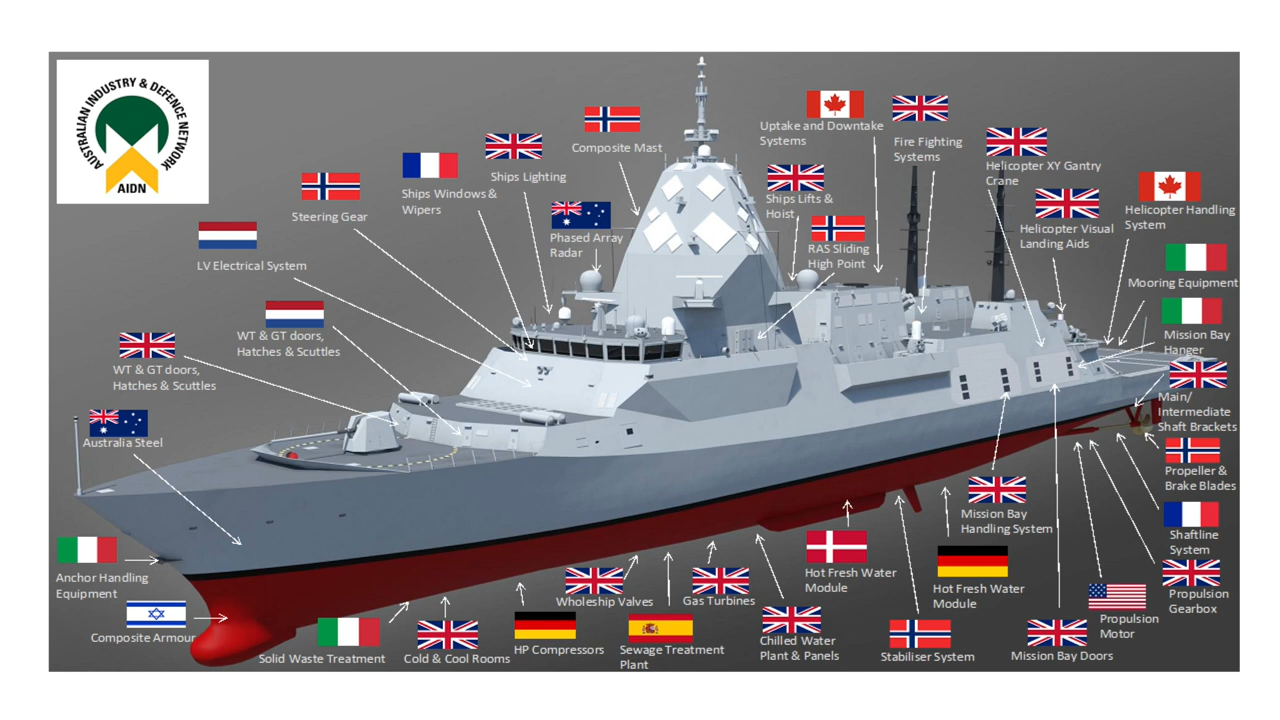 AUSTRALIAN INDUSTRY & DEFENCE NETWORK
AIDN
Composite Mast
Uptake and Downtake
Systems
Fire Fighting
Systems
Helicopter XY Gantry
Crane
Ships Lighting
Ships Windows &
Wipers
Steering Gear
Ships Lifts &
Hoist
Helicopter Handling
System
Helicopter Visual
Landing Aids
Phased Array
Radar
RAS Sliding
High Point
LV Electrical System
Mooring Equipment
WT & GT doors,
Hatches & Scuttles
Mission Bay
Hanger
WT & GT doors,
Hatches & Scuttles
Main/
Intermediate
Shaft Brackets
Australia Steel
Propeller &
Brake Blades
Mission Bay
Handling System
Shaftline
System
Anchor Handling
Equipment
Hot Fresh Water
Module
Hot Fresh Water
Module
Propulsion
Gearbox
Wholeship Valves
Gas Turbines
Propulsion
Motor
Composite Armour
Chilled Water
Plant & Panels
Solid Waste Treatment
Cold & Cool Rooms
HP Compressors
Sewage Treatment
Plant
Stabiliser System
Mission Bay Doors